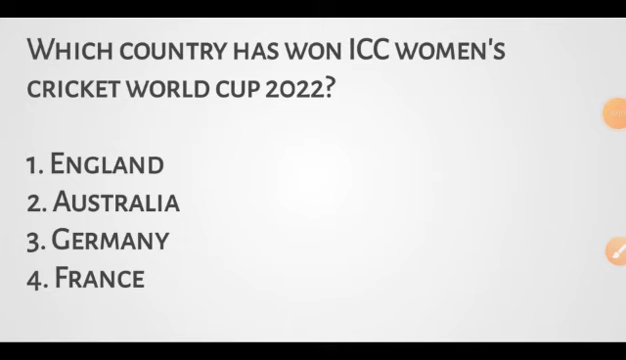 Which country has won ICC women's
cricket world cup 2022?
1. England
2. Australia
3. Germany
4. France